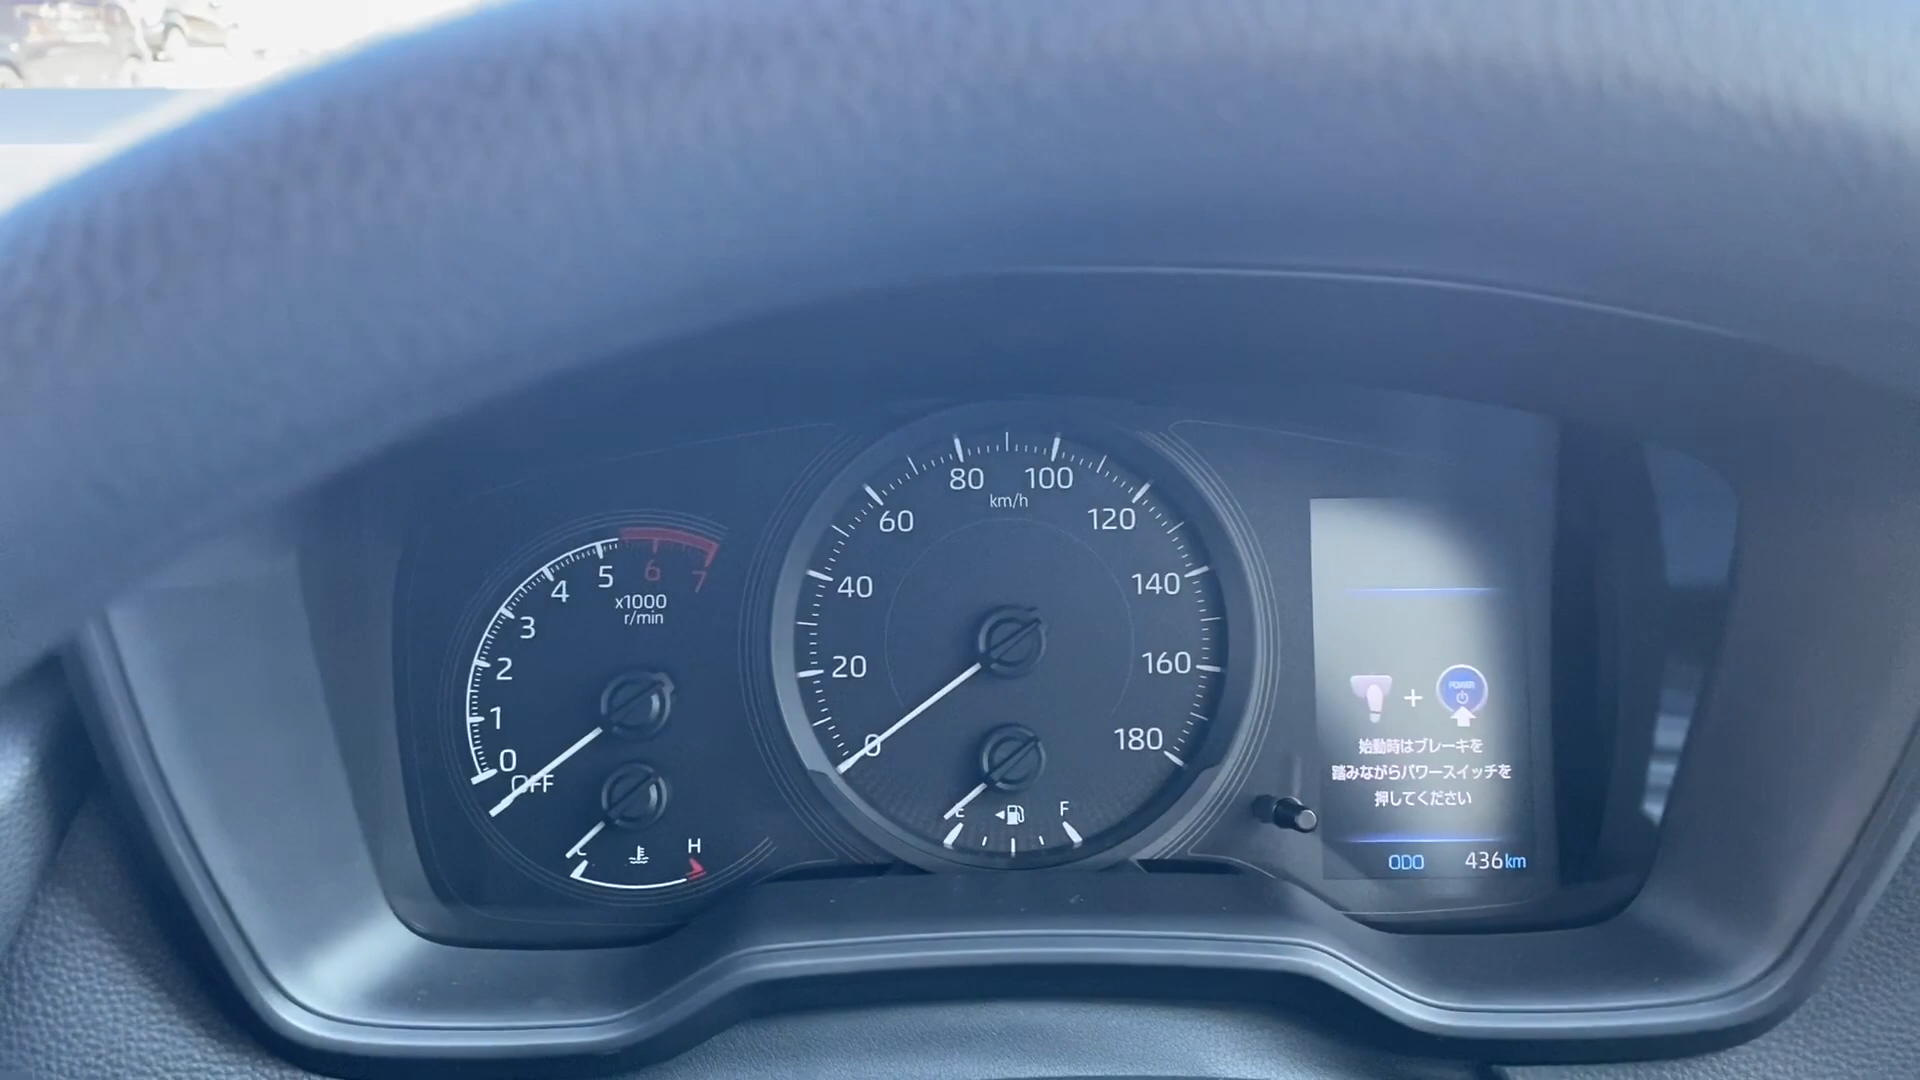 80 100
km/h
60 120
40 140
20 160
0 180
5 6 7
4
x1000
r/min
3
2
1
0
OFF
C H
E F
POWER
+
始動時はブレーキを
踏みながらパワースイッチを
押してください
ODO 436km